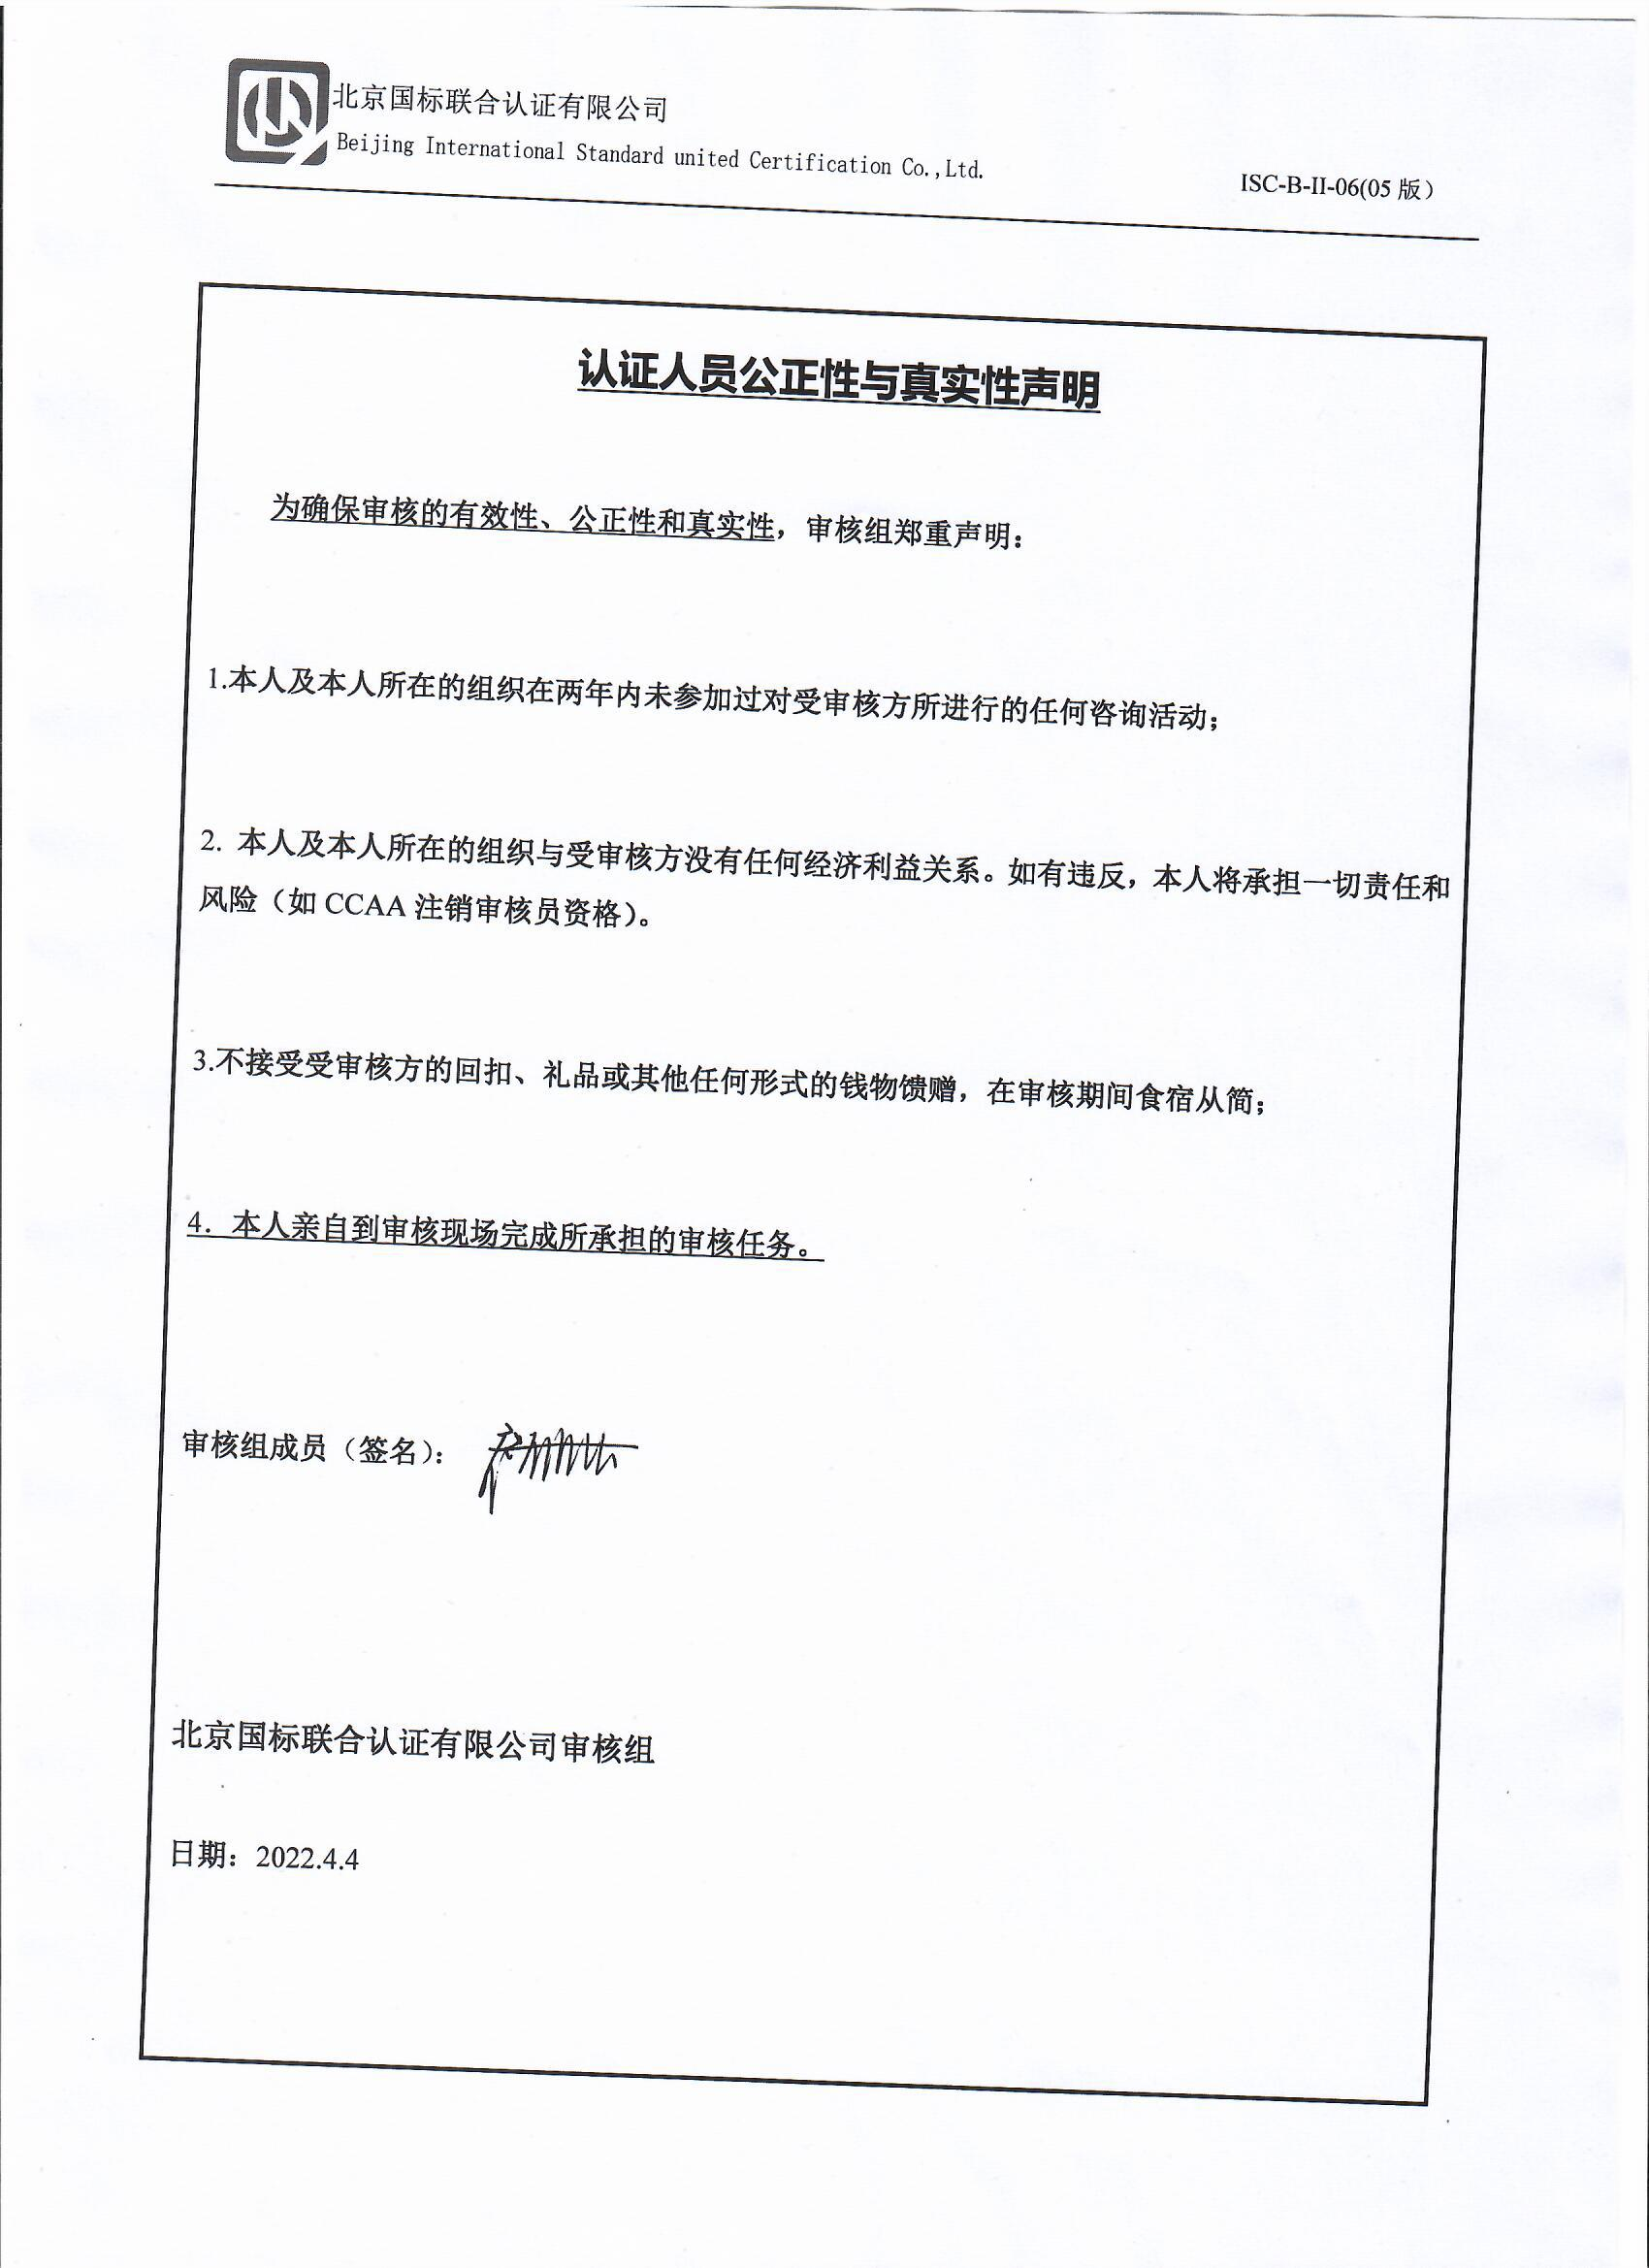 北京国标联合认证有限公司
Beijing International Standard united Certification Co.,Ltd.
ISC-B-II-06(05 版）
认证人员公正性与真实性声明
为确保审核的有效性、公正性和真实性，审核组郑重声明：
1.本人及本人所在的组织在两年内未参加过对受审核方所进行的任何咨询活动；
2. 本人及本人所在的组织与受审核方没有任何经济利益关系。如有违反，本人将承担一切责任和
风险（如 CCAA 注销审核员资格）。
3.不接受受审核方的回扣、礼品或其他任何形式的钱物馈赠，在审核期间食宿从简；
4. 本人亲自到审核现场完成所承担的审核任务。
审核组成员（签名）：
北京国标联合认证有限公司审核组
日期：2022.4.4